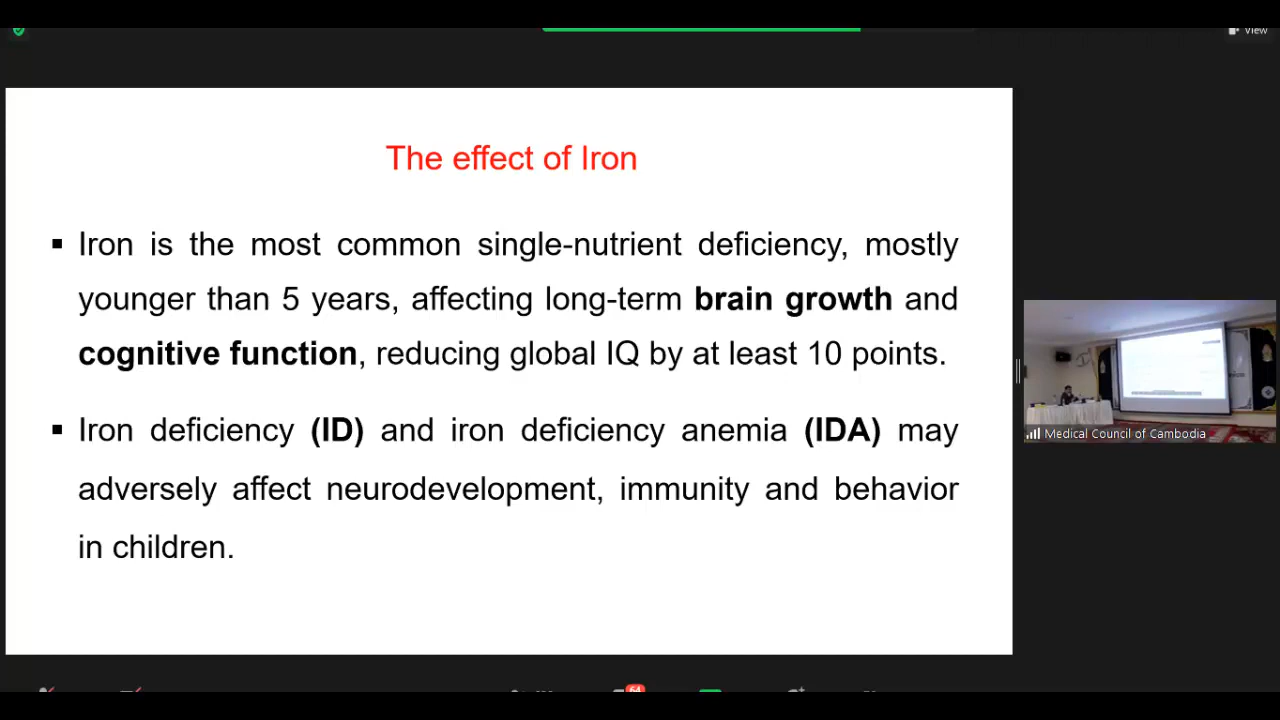 View
The effect of Iron
▪ Iron is the most common single-nutrient deficiency, mostly
younger than 5 years, affecting long-term brain growth and
cognitive function, reducing global IQ by at least 10 points.
▪ Iron deficiency (ID) and iron deficiency anemia (IDA) may
adversely affect neurodevelopment, immunity and behavior
in children.
Medical Council of Cambodia
64